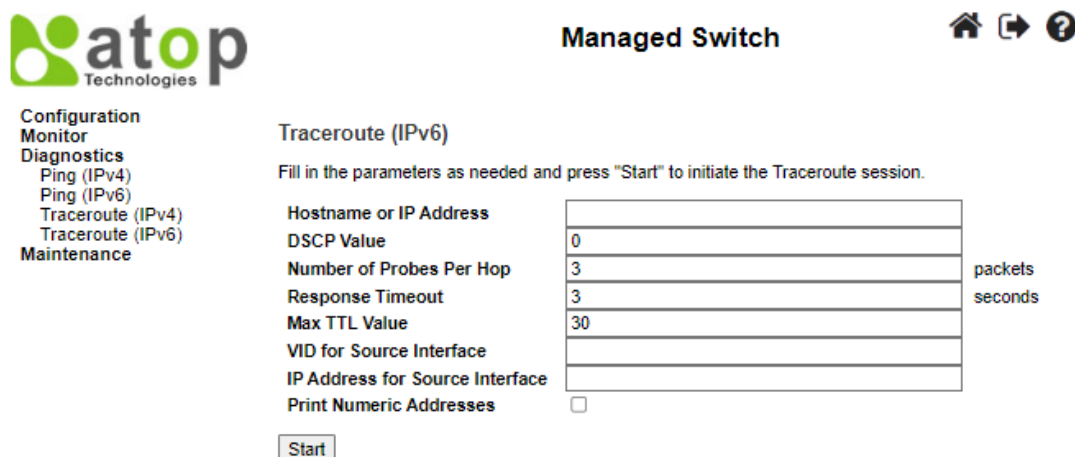 atop
Technologies
Managed Switch
Configuration
Monitor
Diagnostics
Ping (IPv4)
Ping (IPv6)
Traceroute (IPv4)
Traceroute (IPv6)
Maintenance
Traceroute (IPv6)
Fill in the parameters as needed and press "Start" to initiate the Traceroute session.
Hostname or IP Address
DSCP Value 0
Number of Probes Per Hop 3 packets
Response Timeout 3 seconds
Max TTL Value 30
VID for Source Interface
IP Address for Source Interface
Print Numeric Addresses
Start